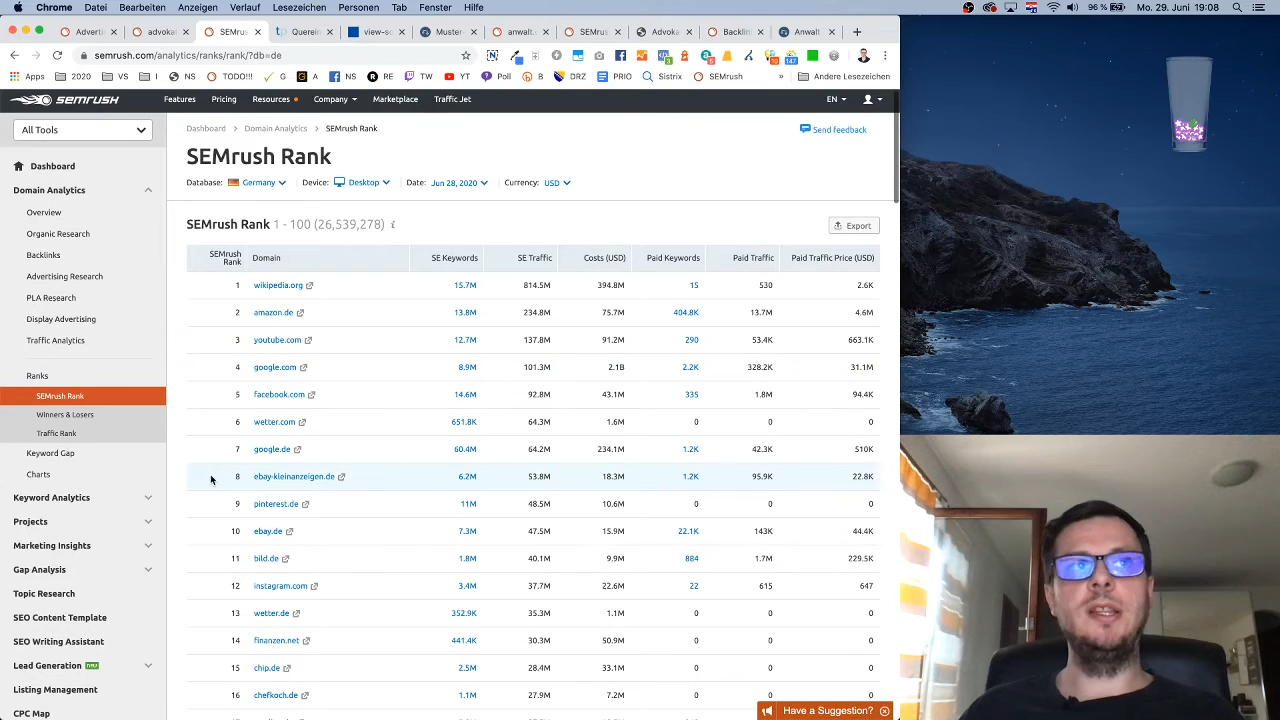 Chrome Datei Bearbeiten Anzeigen Verlauf Lesezeichen Personen Tab Fenster Hilfe 96 % Mo. 29. Juni 19:08
Adverti advokat SEMrus Querein view-sc Muster- anwalt. SEMrus Advoka Backlin Anwalt
semrush.com/analytics/ranks/rank/?db=de
Apps 2020 VS I NS TODO!!! G A NS RE TW YT Poll B DRZ PRIO Sistrix SEMrush » Andere Lesezeichen
SEMRUSH Features Pricing Resources Company Marketplace Traffic Jet EN
All Tools
Dashboard
Domain Analytics
Overview
Organic Research
Backlinks
Advertising Research
PLA Research
Display Advertising
Traffic Analytics
Ranks
SEMrush Rank
Winners & Losers
Traffic Rank
Keyword Gap
Charts
Keyword Analytics
Projects
Marketing Insights
Gap Analysis
Topic Research
SEO Content Template
SEO Writing Assistant
Lead Generation
Listing Management
CPC Map
Dashboard > Domain Analytics > SEMrush Rank Send feedback
SEMrush Rank
Database: Germany Device: Desktop Date: Jun 28, 2020 Currency: USD
SEMrush Rank 1 - 100 (26,539,278) i Export
SEMrush Rank Domain SE Keywords SE Traffic Costs (USD) Paid Keywords Paid Traffic Paid Traffic Price (USD)
1 wikipedia.org 15.7M 814.5M 394.8M 15 530 2.6K
2 amazon.de 13.8M 234.8M 75.7M 404.8K 13.7M 4.6M
3 youtube.com 12.7M 137.8M 91.2M 290 53.4K 663.1K
4 google.com 8.9M 101.3M 2.1B 2.2K 328.2K 31.1M
5 facebook.com 14.6M 92.8M 43.1M 335 1.8M 94.4K
6 wetter.com 651.8K 64.3M 1.6M 0 0 0
7 google.de 60.4M 64.2M 234.1M 1.2K 42.3K 510K
8 ebay-kleinanzeigen.de 6.2M 53.8M 18.3M 1.2K 95.9K 22.8K
9 pinterest.de 11M 48.5M 10.6M 0 0 0
10 ebay.de 7.3M 47.5M 15.9M 22.1K 143K 44.4K
11 bild.de 1.8M 40.1M 9.9M 884 1.7M 229.5K
12 instagram.com 3.4M 37.7M 22.6M 22 615 647
13 wetter.de 352.9K 35.3M 1.1M 0 0 0
14 finanzen.net 441.4K 30.3M 50.9M 0 0 0
15 chip.de 2.5M 28.4M 33.1M 0 0 0
16 chefkoch.de 1.1M 27.9M 7.2M 0 0 0
Have a Suggestion?